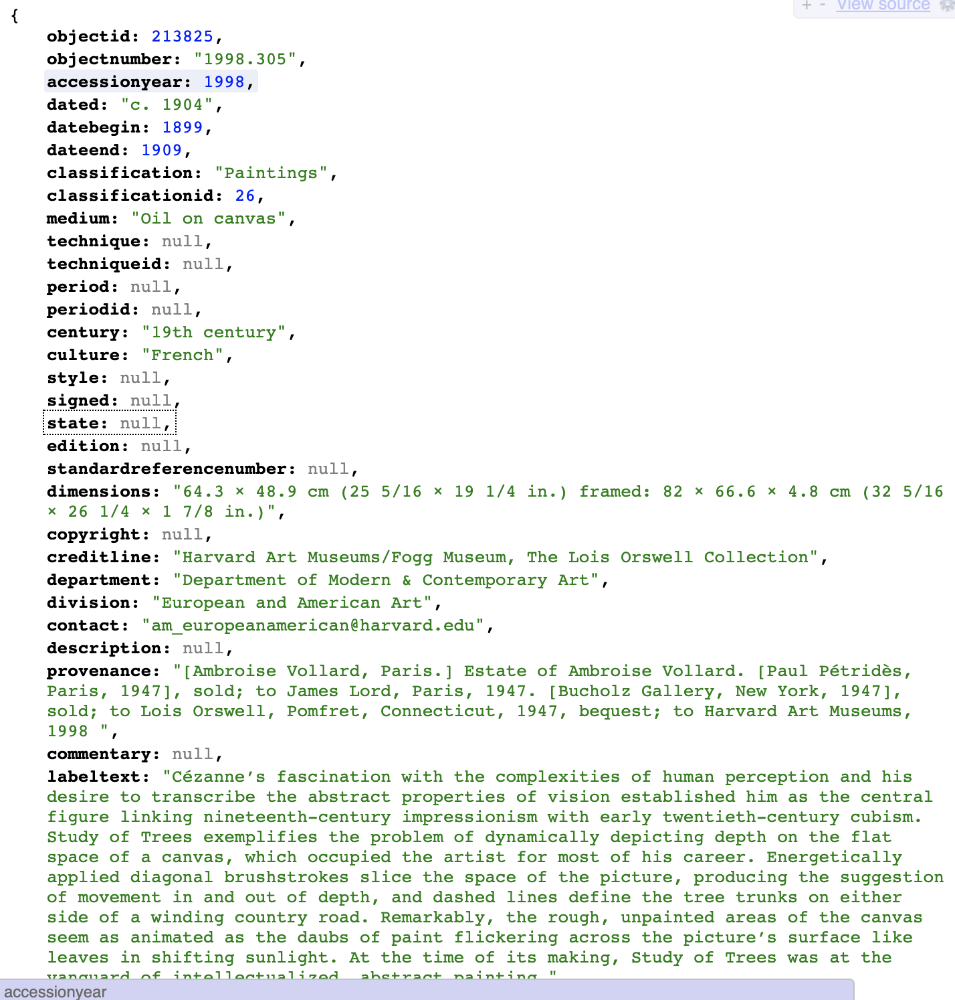 + - View source
{
objectid: 213825,
objectnumber: "1998.305",
accessionyear: 1998,
dated: "c. 1904",
datebegin: 1899,
dateend: 1909,
classification: "Paintings",
classificationid: 26,
medium: "Oil on canvas",
technique: null,
techniqueid: null,
period: null,
periodid: null,
century: "19th century",
culture: "French",
style: null,
signed: null,
state: null,
edition: null,
standardreferencenumber: null,
dimensions: "64.3 × 48.9 cm (25 5/16 × 19 1/4 in.) framed: 82 × 66.6 × 4.8 cm (32 5/16
× 26 1/4 × 1 7/8 in.)",
copyright: null,
creditline: "Harvard Art Museums/Fogg Museum, The Lois Orswell Collection",
department: "Department of Modern & Contemporary Art",
division: "European and American Art",
contact: "am_europeanamerican@harvard.edu",
description: null,
provenance: "[Ambroise Vollard, Paris.] Estate of Ambroise Vollard. [Paul Pétridès,
Paris, 1947], sold; to James Lord, Paris, 1947. [Bucholz Gallery, New York, 1947],
sold; to Lois Orswell, Pomfret, Connecticut, 1947, bequest; to Harvard Art Museums,
1998 ",
commentary: null,
labeltext: "Cézanne’s fascination with the complexities of human perception and his
desire to transcribe the abstract properties of vision established him as the central
figure linking nineteenth-century impressionism with early twentieth-century cubism.
Study of Trees exemplifies the problem of dynamically depicting depth on the flat
space of a canvas, which occupied the artist for most of his career. Energetically
applied diagonal brushstrokes slice the space of the picture, producing the suggestion
of movement in and out of depth, and dashed lines define the tree trunks on either
side of a winding country road. Remarkably, the rough, unpainted areas of the canvas
seem as animated as the daubs of paint flickering across the picture’s surface like
leaves in shifting sunlight. At the time of its making, Study of Trees was at the
vanguard of intellectualized, abstract painting."
accessionyear